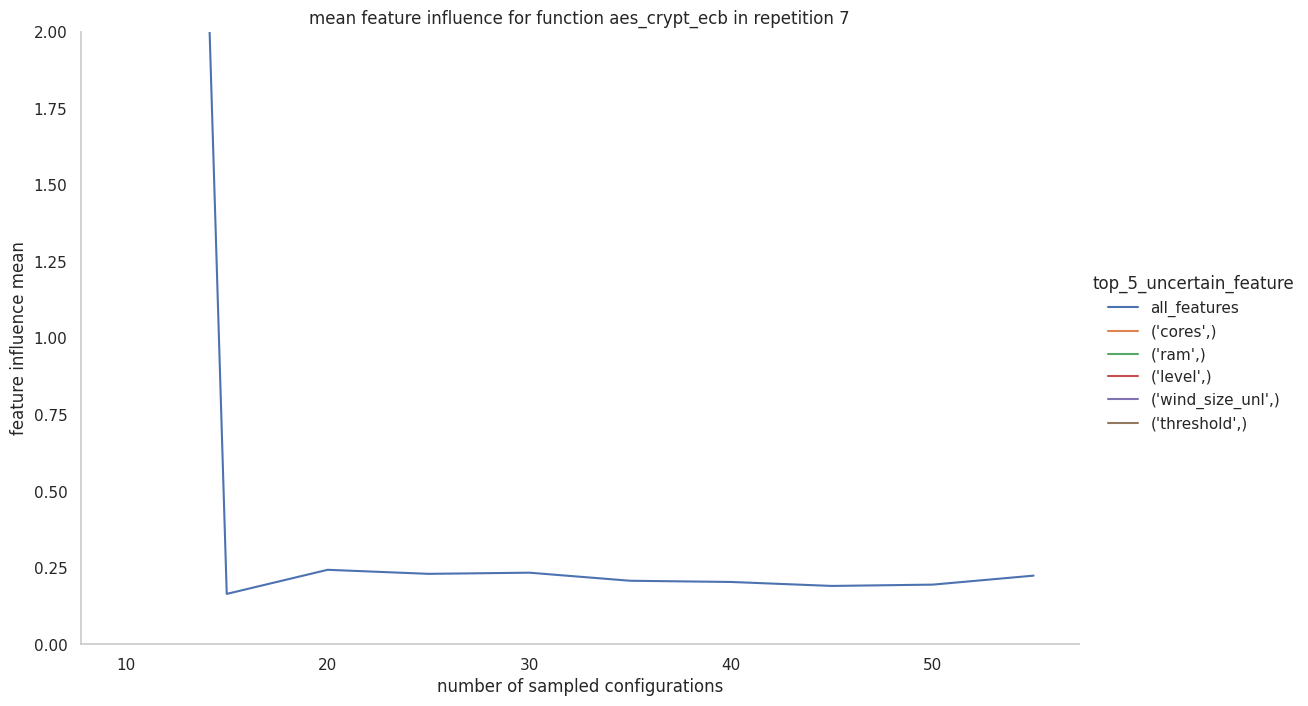 mean feature influence for function aes_crypt_ecb in repetition 7
2.00
1.75
1.50
1.25
1.00
0.75
0.50
0.25
0.00
feature influence mean
10
20
30
40
50
number of sampled configurations
top_5_uncertain_feature
all_features
('cores',)
('ram',)
('level',)
('wind_size_unl',)
('threshold',)